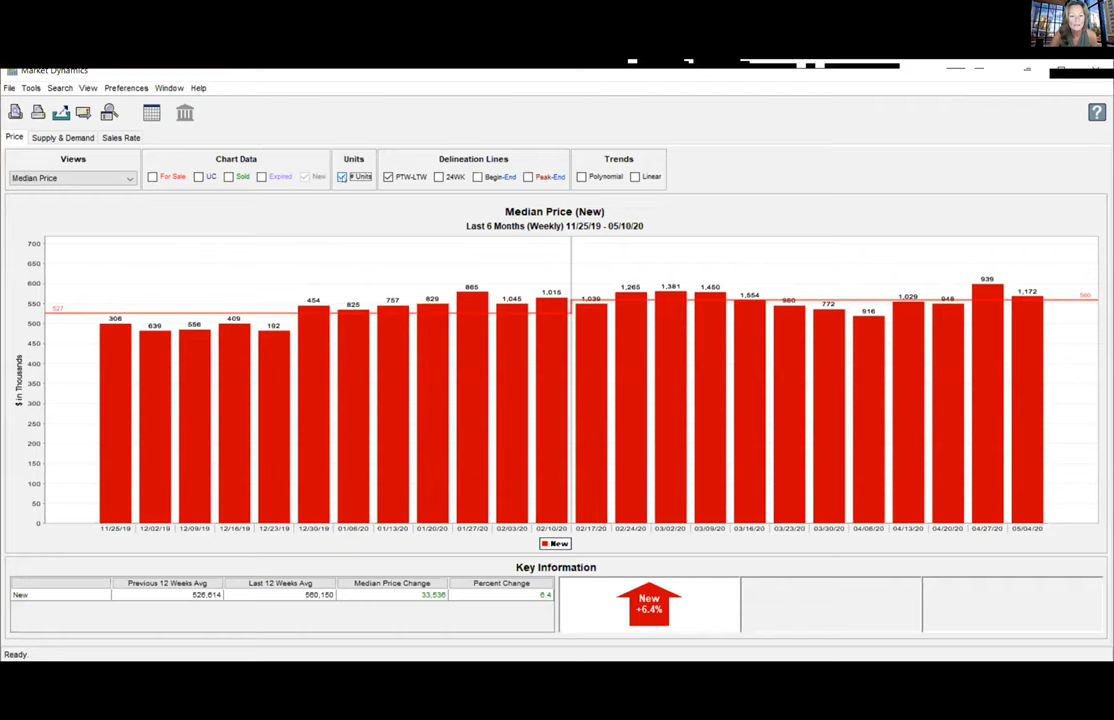 Market Dynamics
File Tools Search View Preferences Window Help
Price Supply & Demand Sales Rate
Views Chart Data Units Delineation Lines Trends
Median Price For Sale UC Sold Expired New # Units PTW-LTW 24WK Begin-End Peak-End Polynomial Linear
Median Price (New)
Last 6 Months (Weekly) 11/25/19 - 05/10/20
700
650
600
550
500
450
400
350
300
250
200
150
100
50
0
$ in Thousands
527
306 639 556 409 192 454 825 757 829 865 1,045 1,015 1,039 1,265 1,381 1,450 1,554 980 772 916 1,029 948 939 1,172
560
11/25/19 12/02/19 12/09/19 12/16/19 12/23/19 12/30/19 01/06/20 01/13/20 01/20/20 01/27/20 02/03/20 02/10/20 02/17/20 02/24/20 03/02/20 03/09/20 03/16/20 03/23/20 03/30/20 04/06/20 04/13/20 04/20/20 04/27/20 05/04/20
New
Key Information
Previous 12 Weeks Avg Last 12 Weeks Avg Median Price Change Percent Change
New 526,614 560,150 33,536 6.4
New
+6.4%
Ready